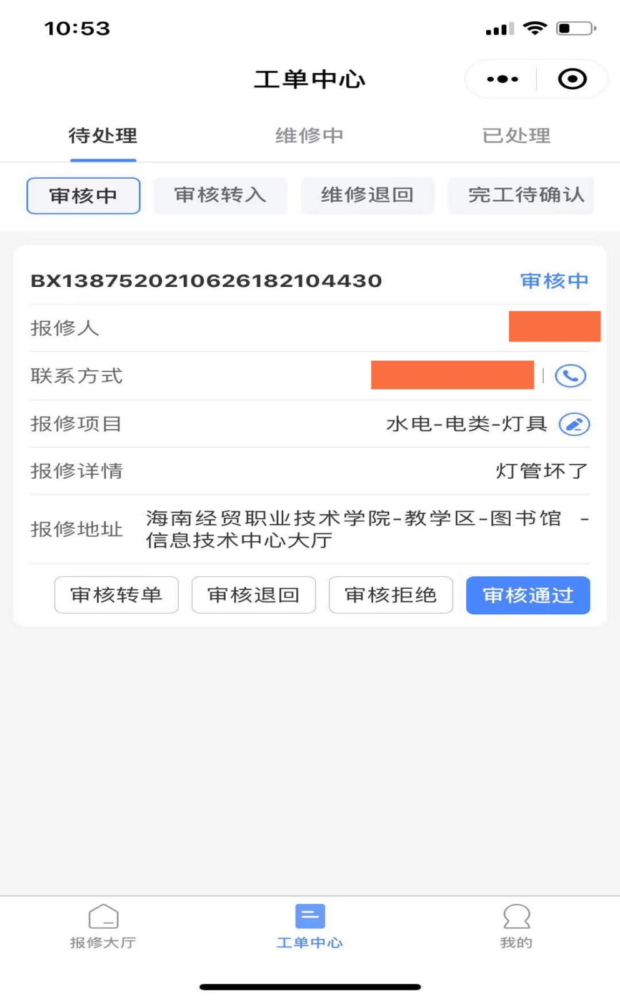 10:53
工单中心
待处理 维修中 已处理
审核中 审核转入 维修退回 完工待确认
BX13875202106261821​04430 审核中
报修人
联系方式
报修项目 水电-电类-灯具
报修详情 灯管坏了
报修地址 海南经贸职业技术学院-教学区-图书馆 -
信息技术中心大厅
审核转单 审核退回 审核拒绝 审核通过
报修大厅 工单中心 我的